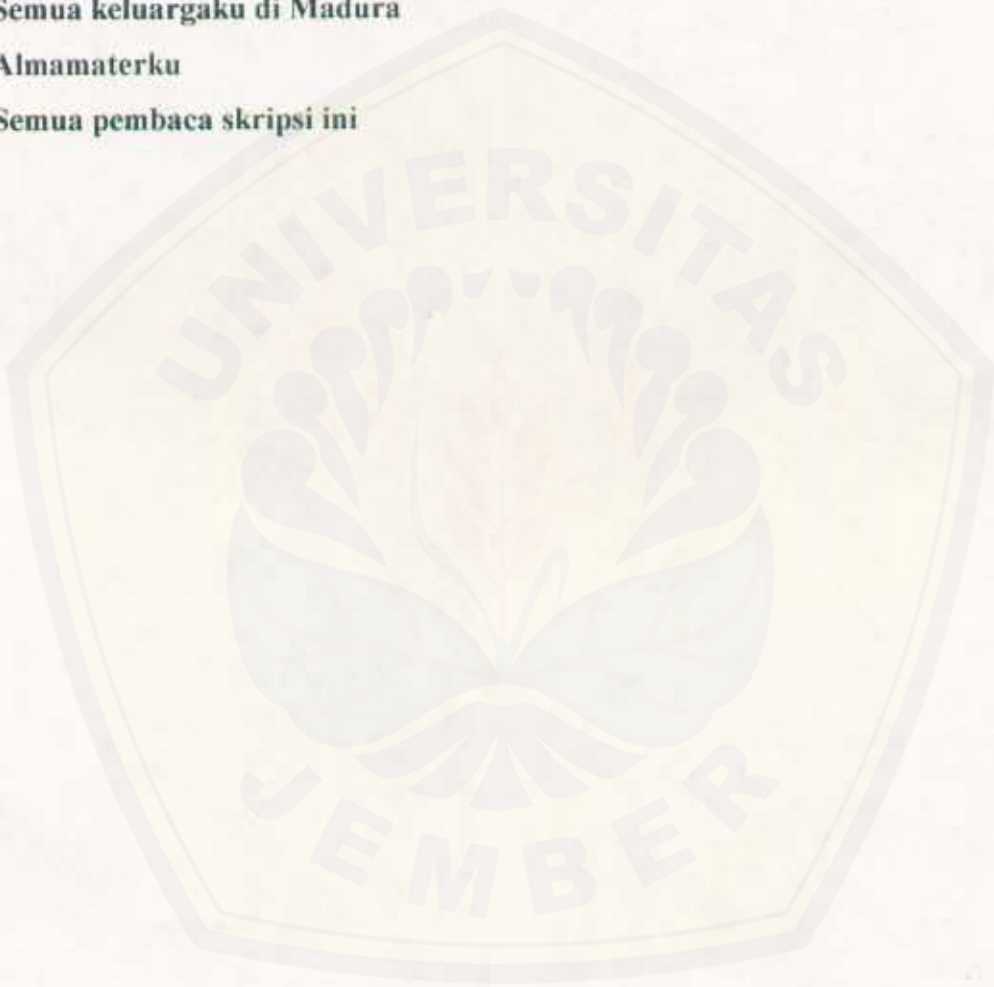 Semua keluargaku di Madura
Almamaterku
Semua pembaca skripsi ini
UNIVERSITAS
JEMBER